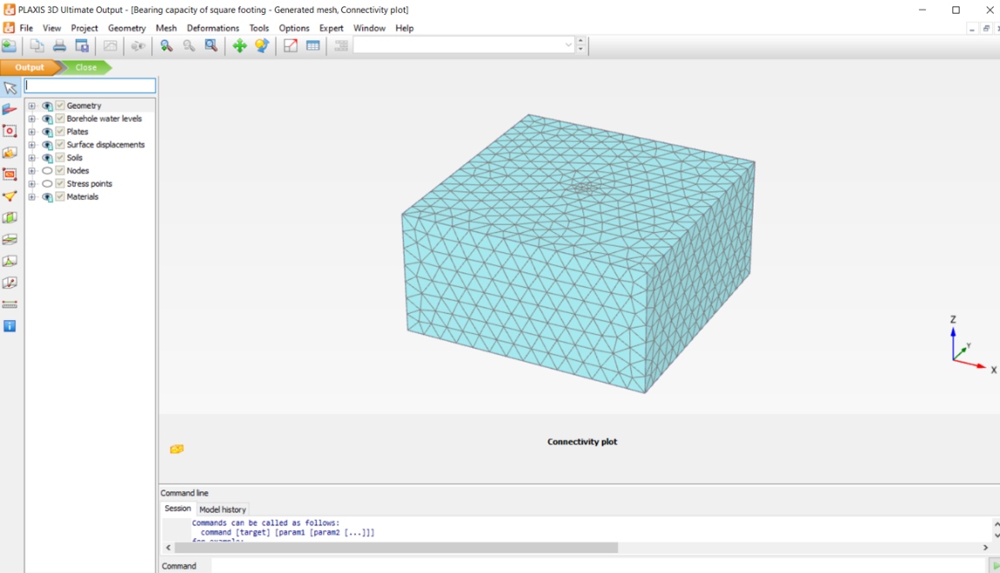 PLAXIS 3D Ultimate Output - [Bearing capacity of square footing - Generated mesh, Connectivity plot]
File View Project Geometry Mesh Deformations Tools Options Expert Window Help
Output Close
Geometry
Borehole water levels
Plates
Surface displacements
Soils
Nodes
Stress points
Materials
Z
Y
X
Connectivity plot
Command line
Session Model history
Commands can be called as follows:
command [target] [param1 [param2 [...]]]
for example:
Command